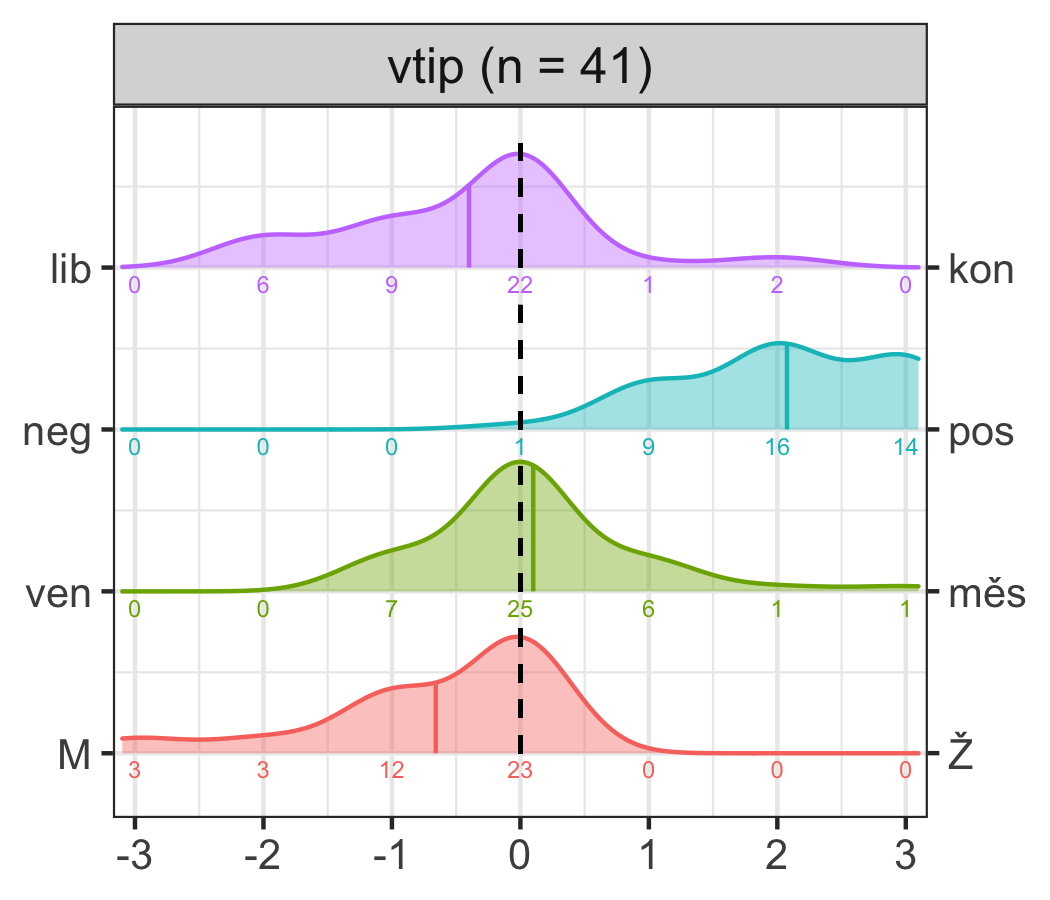 vtip (n = 41)
lib kon
0 6 9 22 1 2 0
neg pos
0 0 0 1 9 16 14
ven měs
0 0 7 25 6 1 1
M Ž
3 3 12 23 0 0 0
-3 -2 -1 0 1 2 3